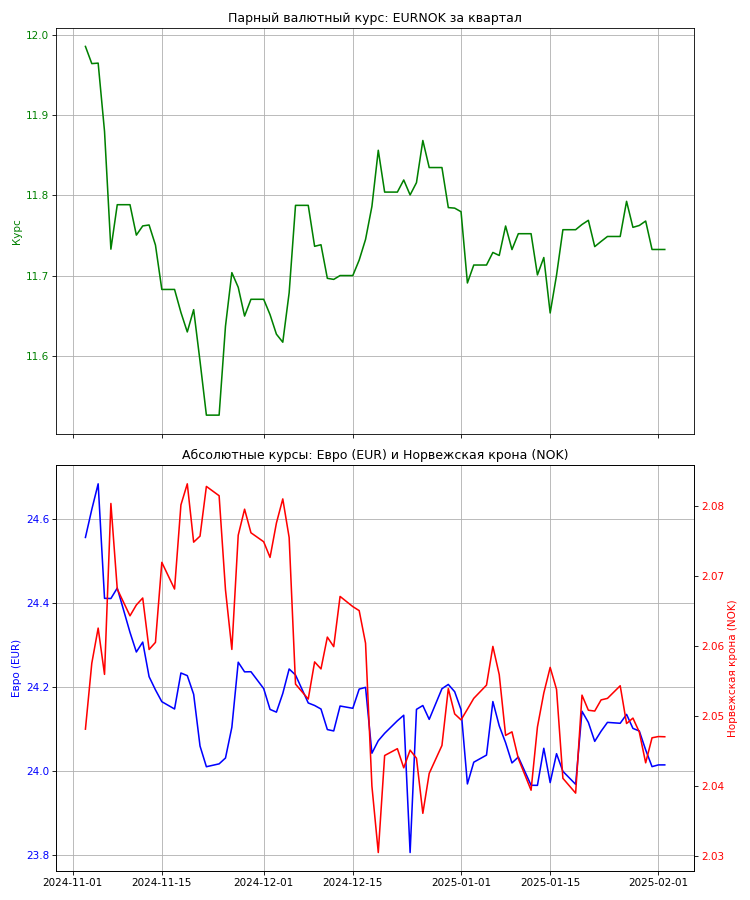 Парный валютный курс: EURNOK за квартал
12.0
11.9
11.8
11.7
11.6
Курс
Абсолютные курсы: Евро (EUR) и Норвежская крона (NOK)
24.6
24.4
24.2
24.0
23.8
Евро (EUR)
2.08
2.07
2.06
2.05
2.04
2.03
Норвежская крона (NOK)
2024-11-01 2024-11-15 2024-12-01 2024-12-15 2025-01-01 2025-01-15 2025-02-01